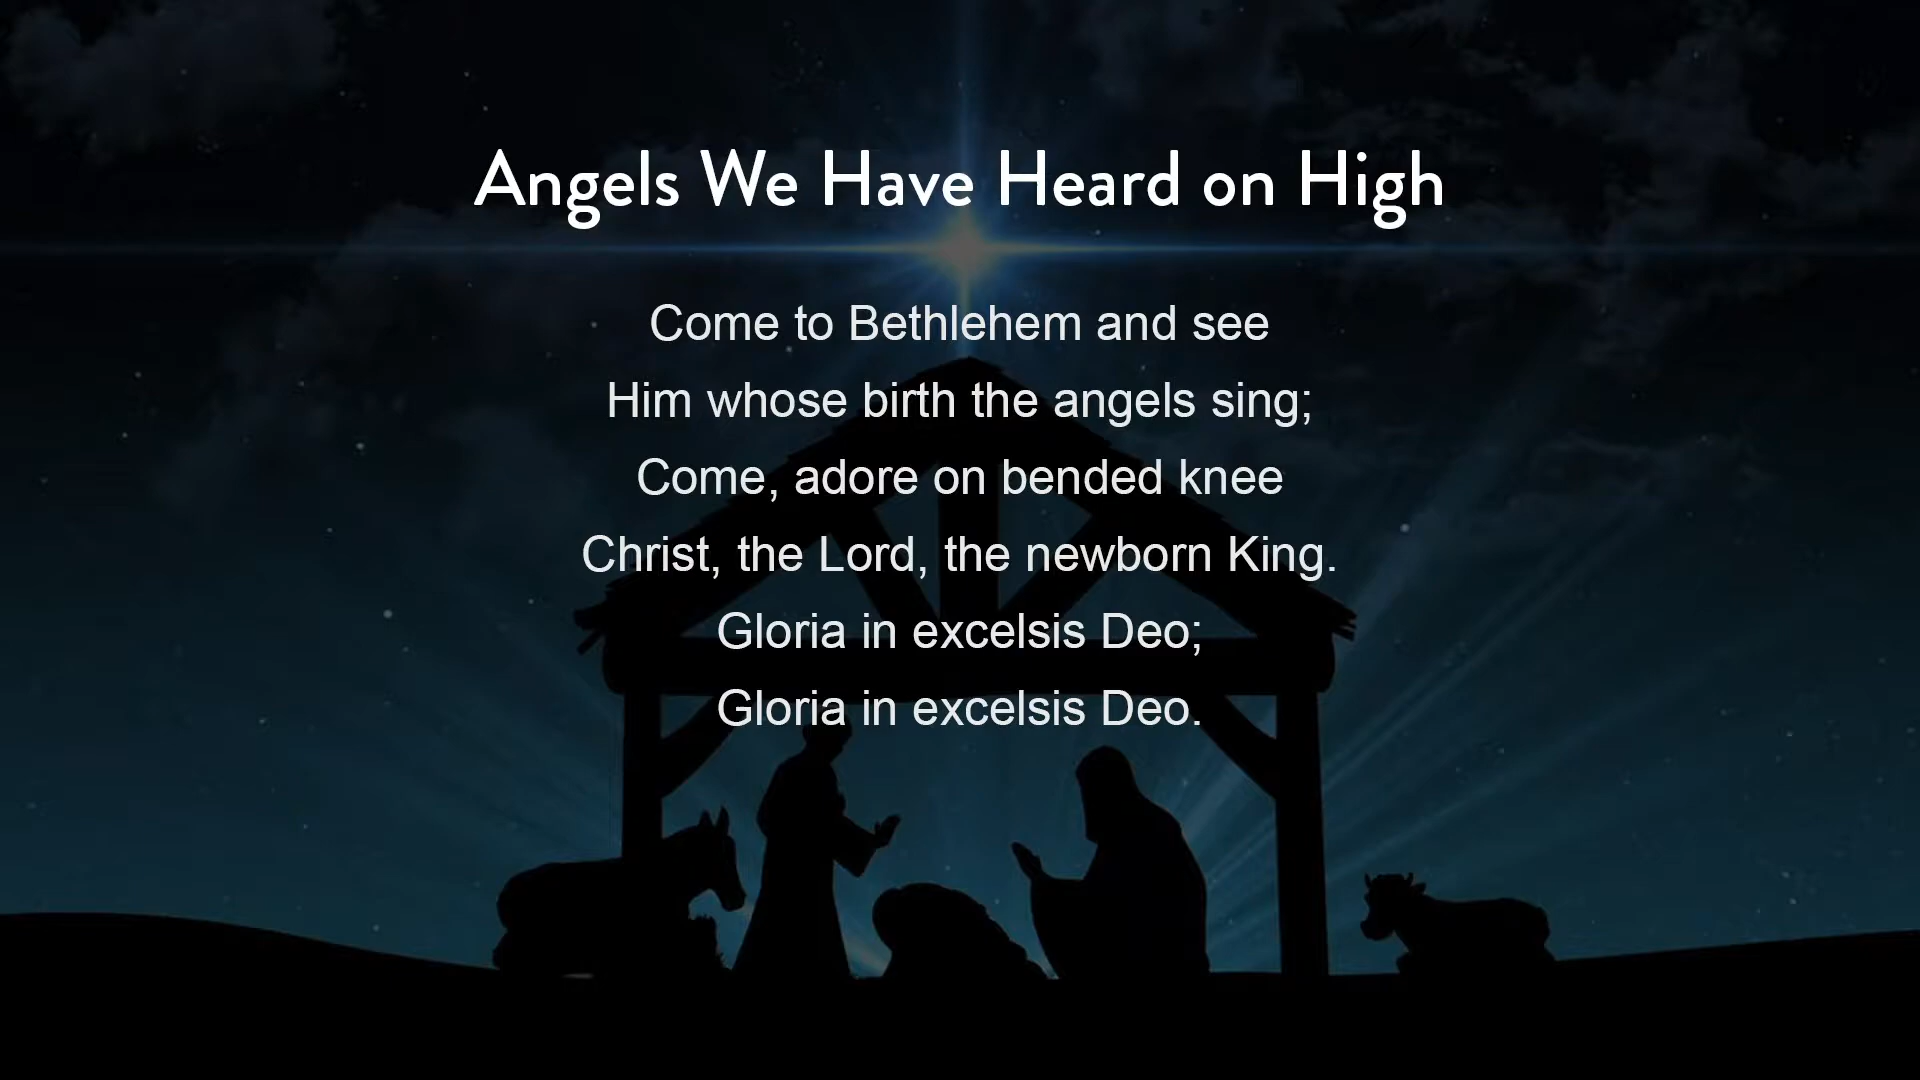 Angels We Have Heard on High
Come to Bethlehem and see
Him whose birth the angels sing;
Come, adore on bended knee
Christ, the Lord, the newborn King.
Gloria in excelsis Deo;
Gloria in excelsis Deo.